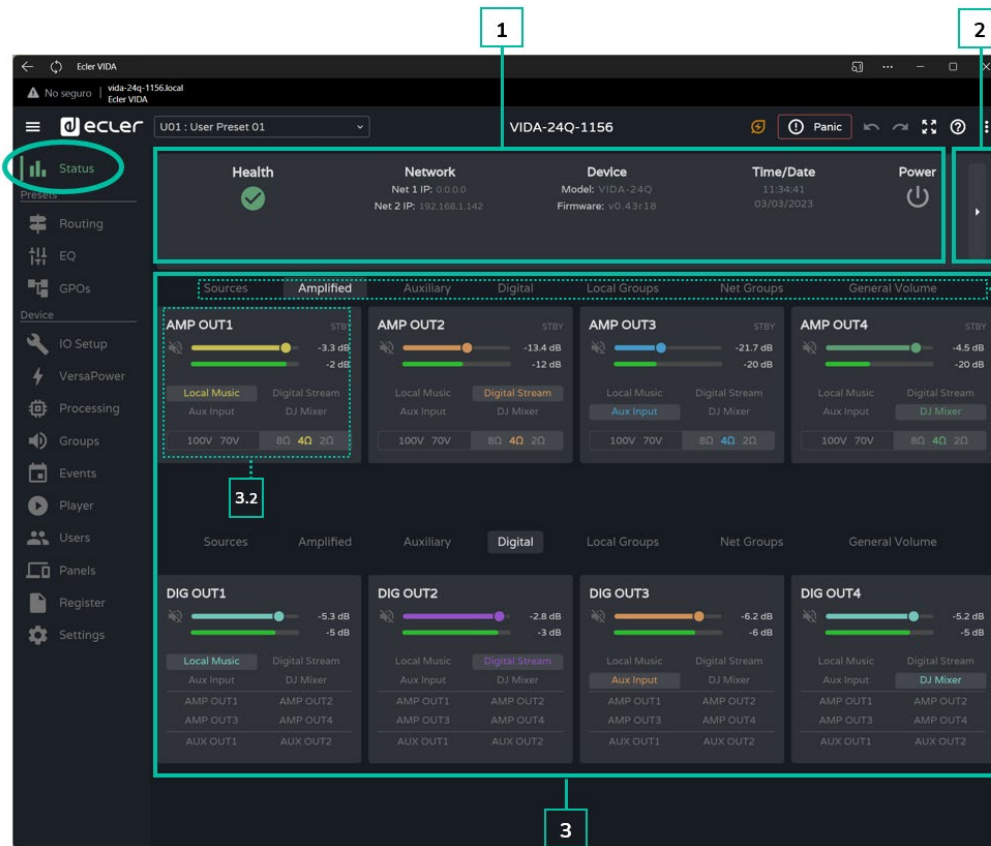 1
2
Ecler VIDA
No seguro
vida-24q-1156.local
Ecler VIDA
ecler
U01 : User Preset 01
VIDA-24Q-1156
Panic
Status
Presets
Routing
EQ
GPOs
Device
IO Setup
VersaPower
Processing
Groups
Events
Player
Users
Panels
Register
Settings
Health
Network
Net 1 IP: 0.0.0.0
Net 2 IP: 192.168.1.142
Device
Model: VIDA-24Q
Firmware: v0.43r18
Time/Date
11:34:41
03/03/2023
Power
Sources Amplified Auxiliary Digital Local Groups Net Groups General Volume
AMP OUT1 STBY
-3.3 dB
-2 dB
Local Music Digital Stream
Aux Input DJ Mixer
100V 70V 8Ω 4Ω 2Ω
AMP OUT2 STBY
-13.4 dB
-12 dB
Local Music Digital Stream
Aux Input DJ Mixer
100V 70V 8Ω 4Ω 2Ω
AMP OUT3 STBY
-21.7 dB
-20 dB
Local Music Digital Stream
Aux Input DJ Mixer
100V 70V 8Ω 4Ω 2Ω
AMP OUT4 STBY
-4.5 dB
-20 dB
Local Music Digital Stream
Aux Input DJ Mixer
100V 70V 8Ω 4Ω 2Ω
3.2
Sources Amplified Auxiliary Digital Local Groups Net Groups General Volume
DIG OUT1
-5.3 dB
-5 dB
Local Music Digital Stream
Aux Input DJ Mixer
AMP OUT1 AMP OUT2
AMP OUT3 AMP OUT4
AUX OUT1 AUX OUT2
DIG OUT2
-2.8 dB
-3 dB
Local Music Digital Stream
Aux Input DJ Mixer
AMP OUT1 AMP OUT2
AMP OUT3 AMP OUT4
AUX OUT1 AUX OUT2
DIG OUT3
-6.2 dB
-6 dB
Local Music Digital Stream
Aux Input DJ Mixer
AMP OUT1 AMP OUT2
AMP OUT3 AMP OUT4
AUX OUT1 AUX OUT2
DIG OUT4
-5.2 dB
-5 dB
Local Music Digital Stream
Aux Input DJ Mixer
AMP OUT1 AMP OUT2
AMP OUT3 AMP OUT4
AUX OUT1 AUX OUT2
3